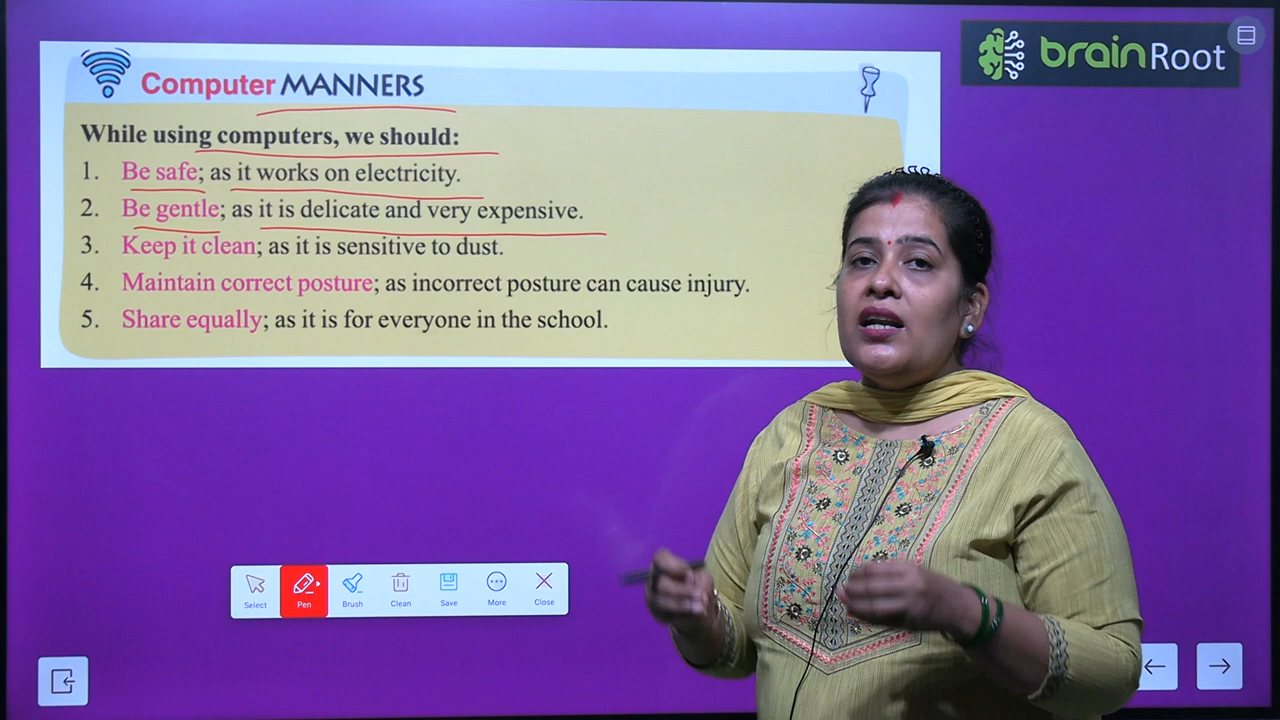 Computer MANNERS
brainRoot
While using computers, we should:
1. Be safe; as it works on electricity.
2. Be gentle; as it is delicate and very expensive.
3. Keep it clean; as it is sensitive to dust.
4. Maintain correct posture; as incorrect posture can cause injury.
5. Share equally; as it is for everyone in the school.
Select Pen Brush Clean Save More Close